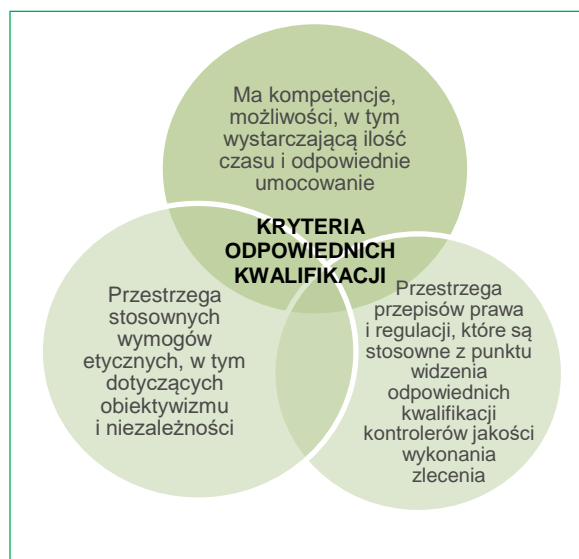 Ma kompetencje,
możliwości, w tym
wystarczającą ilość
czasu i odpowiednie
umocowanie
KRYTERIA
ODPOWIEDNICH
KWALIFIKACJI
Przestrzega
stosownych
wymogów
etycznych, w tym
dotyczących
obiektywizmu
i niezależności
Przestrzega
przepisów prawa
i regulacji, które są
stosowne z punktu
widzenia
odpowiednich
kwalifikacji
kontrolerów jakości
wykonania
zlecenia